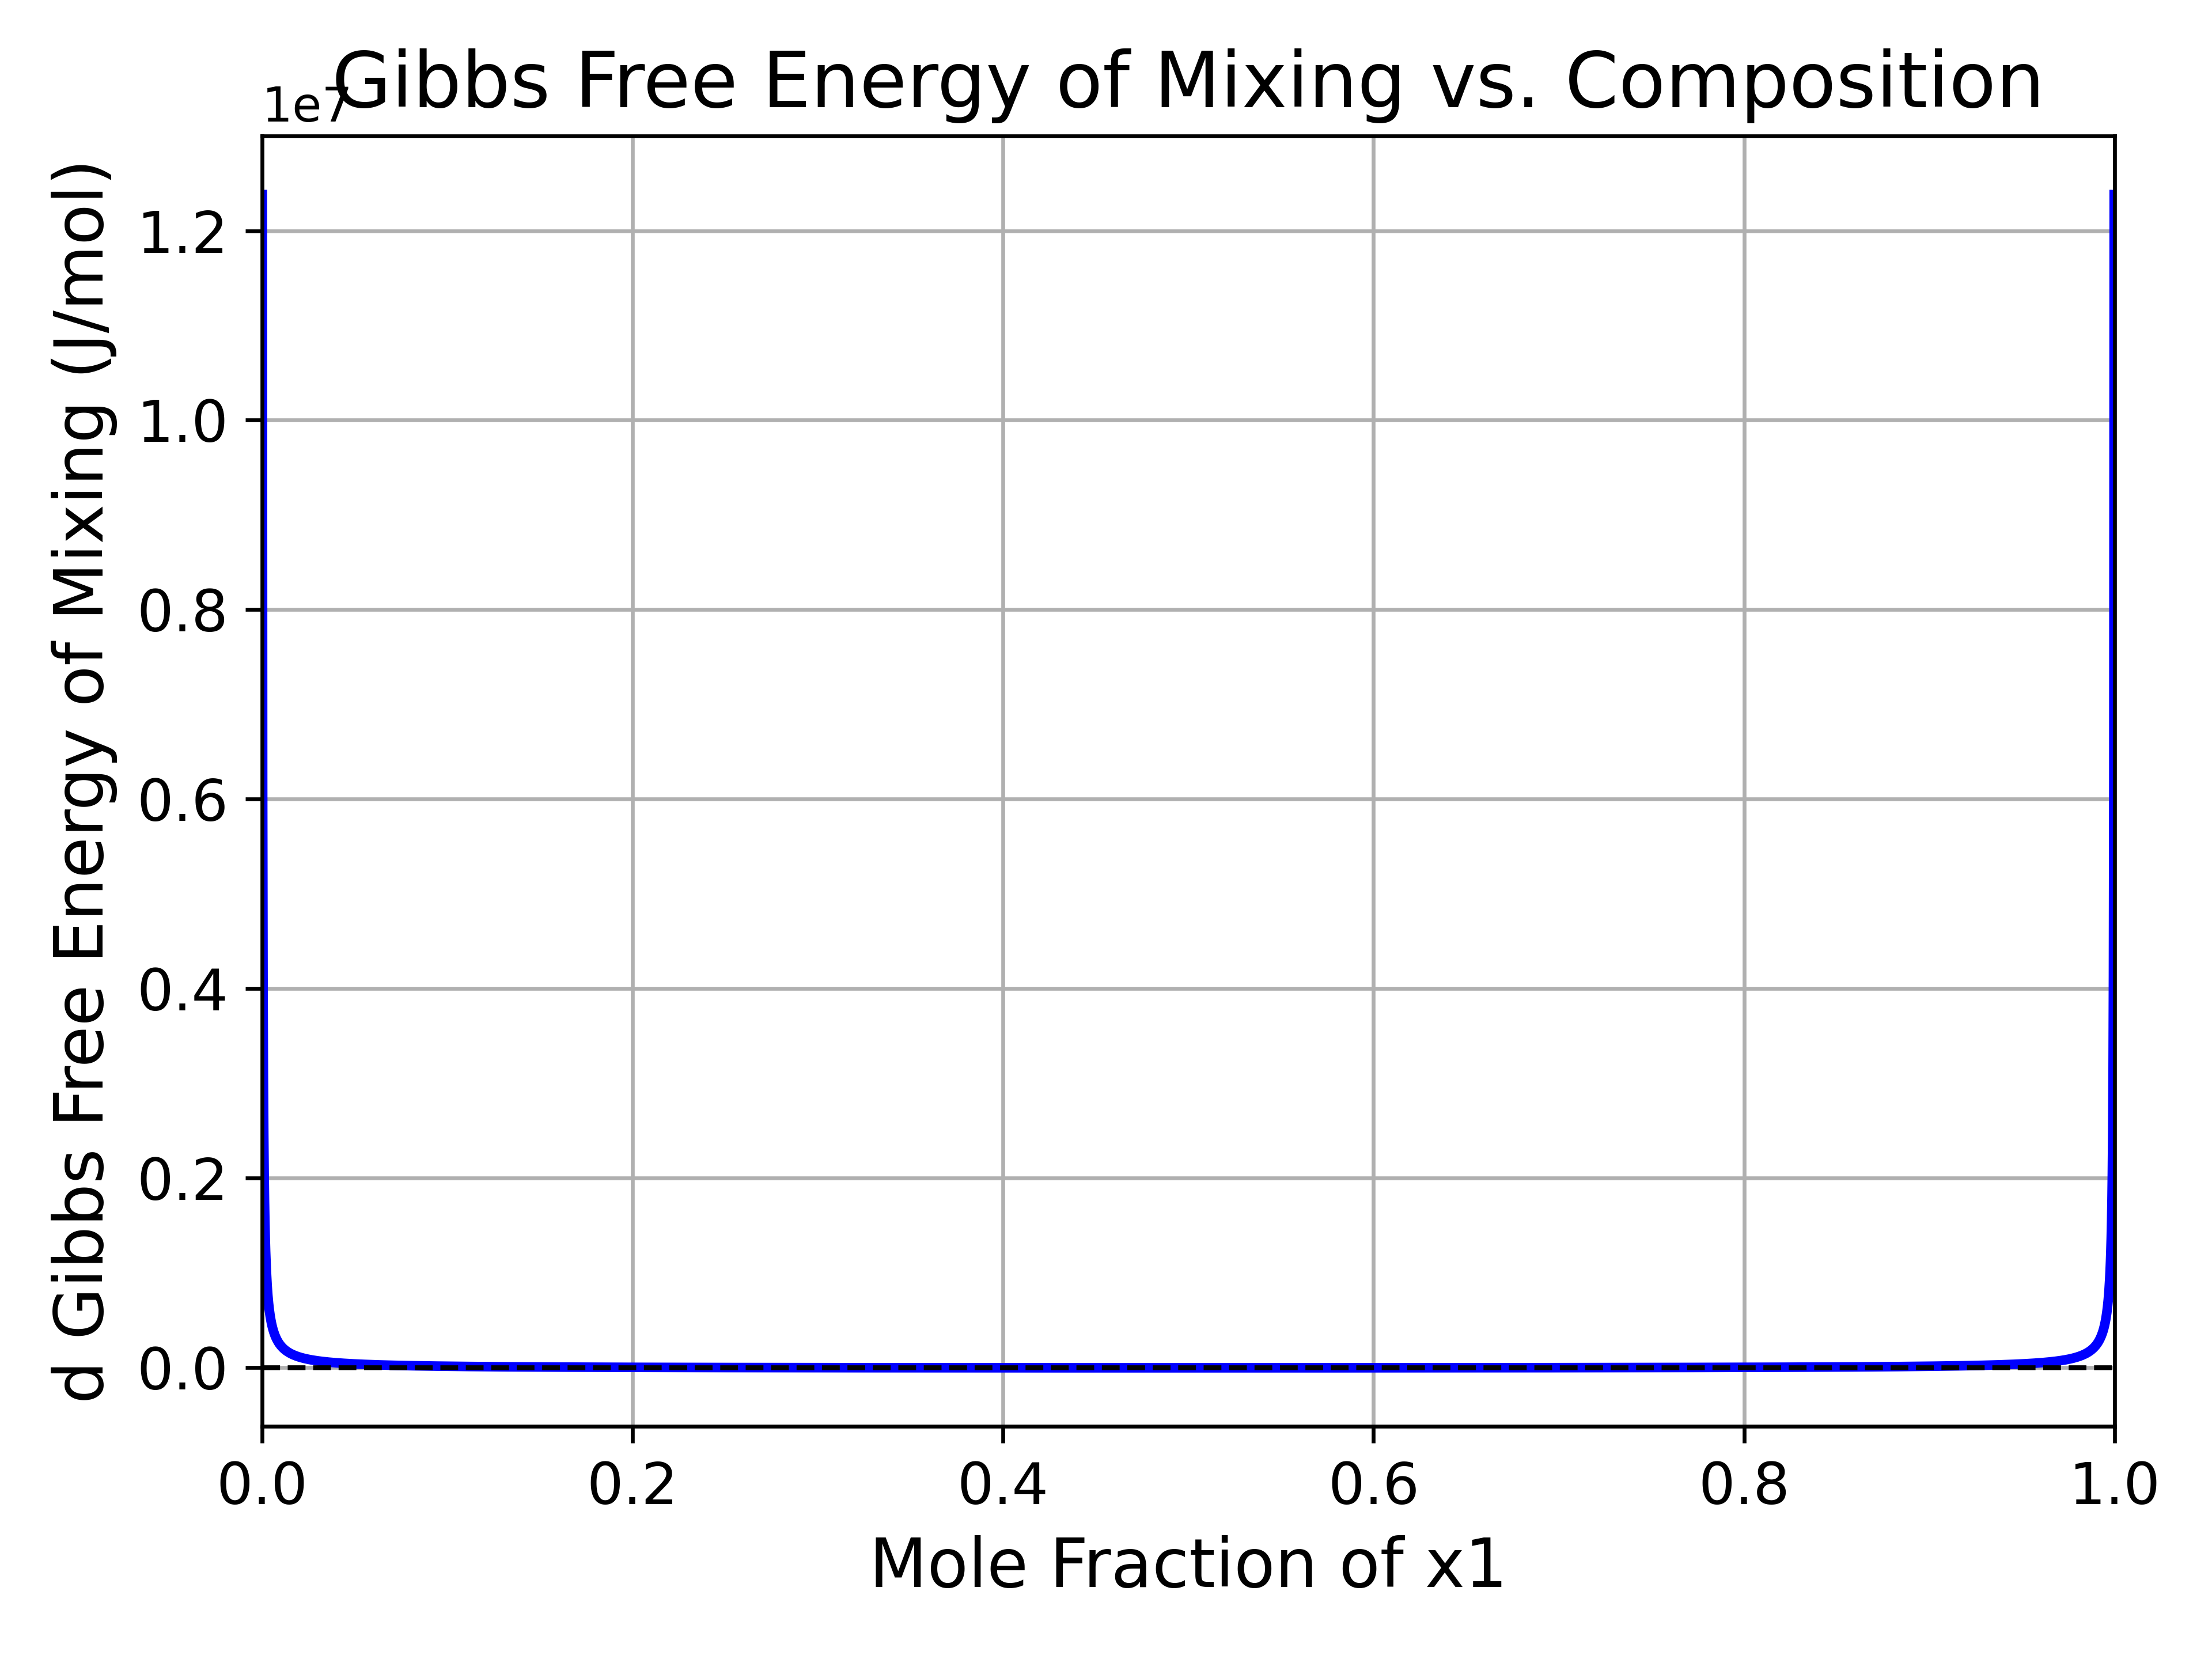 Gibbs Free Energy of Mixing vs. Composition
1e7
d Gibbs Free Energy of Mixing (J/mol)
1.2
1.0
0.8
0.6
0.4
0.2
0.0
0.0 0.2 0.4 0.6 0.8 1.0
Mole Fraction of x1